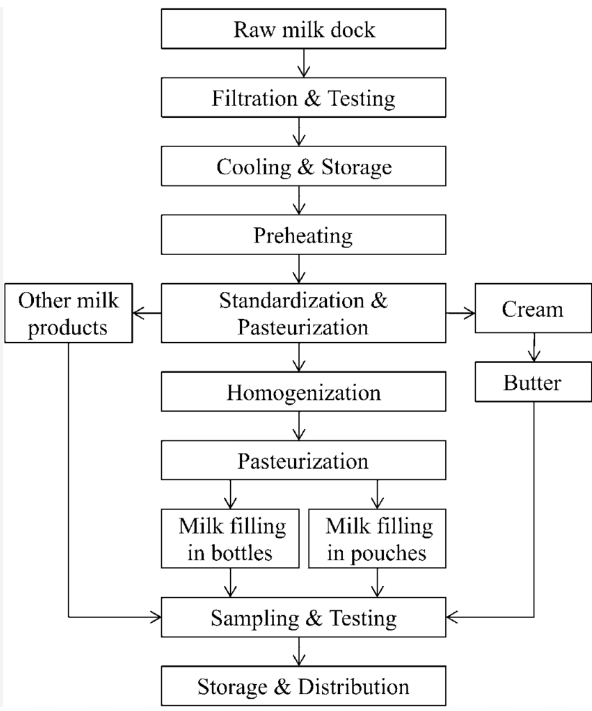 Raw milk dock
Filtration & Testing
Cooling & Storage
Preheating
Other milk
products
Standardization &
Pasteurization
Cream
Butter
Homogenization
Pasteurization
Milk filling
in bottles
Milk filling
in pouches
Sampling & Testing
Storage & Distribution